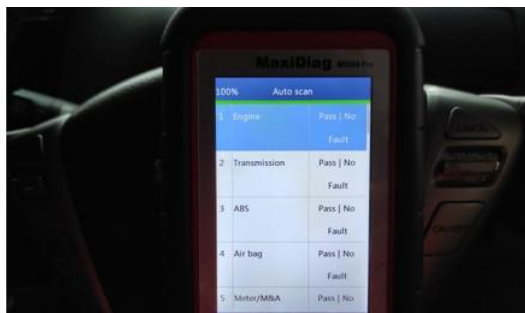 MaxiDiag
100% Auto scan
1 Engine Pass | No
Fault
2 Transmission Pass | No
Fault
3 ABS Pass | No
Fault
4 Air bag Pass | No
Fault
5 Meter/M&A Pass | No
CANCEL